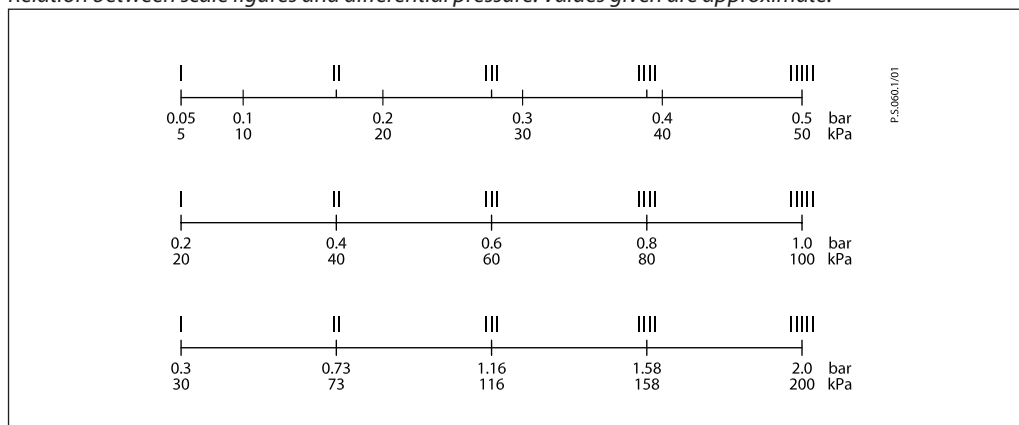 Relation between scale figures and differential pressure. Values given are approximate.
I II III IIII IIIII
0.05 0.1 0.2 0.3 0.4 0.5 bar
5 10 20 30 40 50 kPa
P.S.060.1/01
I II III IIII IIIII
0.2 0.4 0.6 0.8 1.0 bar
20 40 60 80 100 kPa
I II III IIII IIIII
0.3 0.73 1.16 1.58 2.0 bar
30 73 116 158 200 kPa